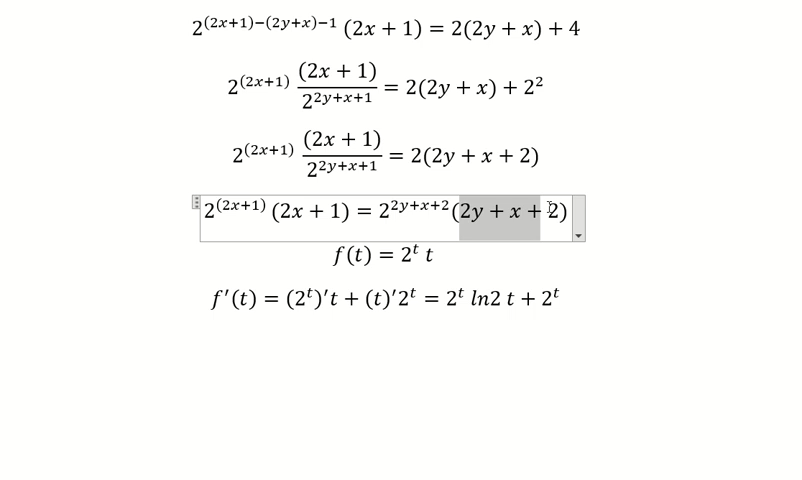 2^{(2x+1)−(2y+x)−1} (2x + 1) = 2(2y + x) + 4
2^{(2x+1)} \frac{(2x + 1)}{2^{2y+x+1}} = 2(2y + x) + 2^2
2^{(2x+1)} \frac{(2x + 1)}{2^{2y+x+1}} = 2(2y + x + 2)
2^{(2x+1)} (2x + 1) = 2^{2y+x+2}(2y + x + 2)
f(t) = 2^t t
f'(t) = (2^t)'t + (t)'2^t = 2^t ln2 t + 2^t